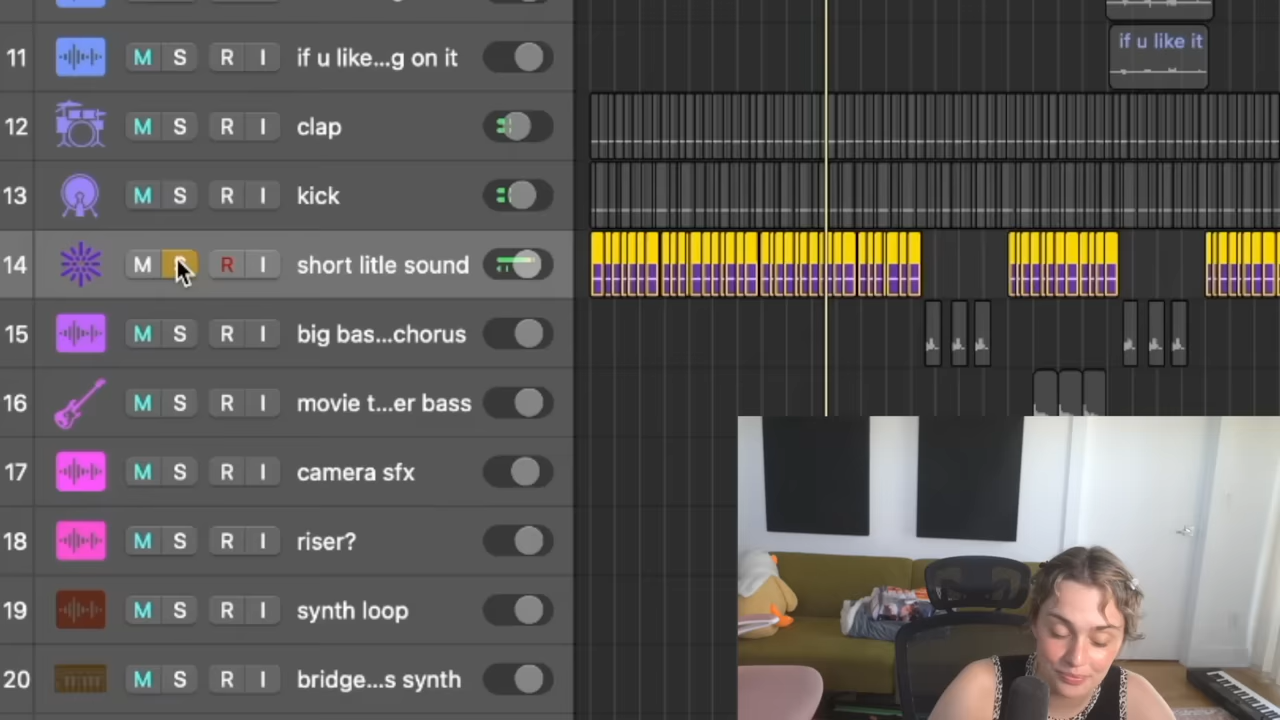 11 M S R I if u like...g on it
if u like it
12 M S R I clap
13 M S R I kick
14 M S R I short litle sound
15 M S R I big bas...chorus
16 M S R I movie t...er bass
17 M S R I camera sfx
18 M S R I riser?
19 M S R I synth loop
20 M S R I bridge...s synth